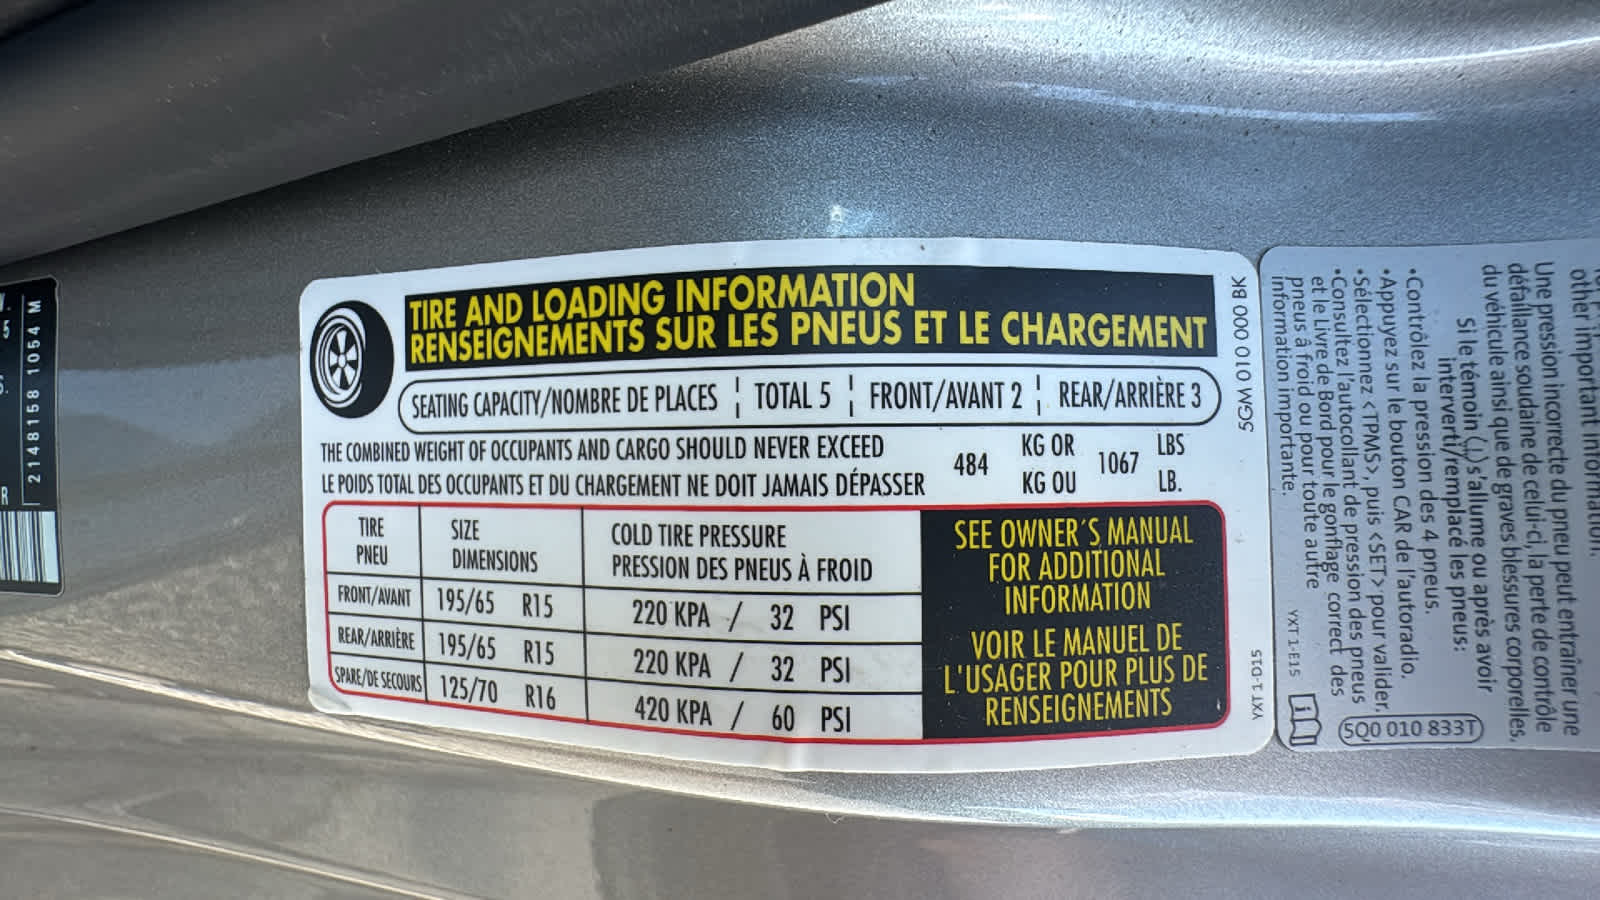 TIRE AND LOADING INFORMATION
RENSEIGNEMENTS SUR LES PNEUS ET LE CHARGEMENT
SEATING CAPACITY/NOMBRE DE PLACES ¦ TOTAL 5 ¦ FRONT/AVANT 2 ¦ REAR/ARRIÈRE 3
THE COMBINED WEIGHT OF OCCUPANTS AND CARGO SHOULD NEVER EXCEED
LE POIDS TOTAL DES OCCUPANTS ET DU CHARGEMENT NE DOIT JAMAIS DÉPASSER
484
KG OR
KG OU
1067
LBS
LB.
TIRE
PNEU
SIZE
DIMENSIONS
COLD TIRE PRESSURE
PRESSION DES PNEUS À FROID
FRONT/AVANT 195/65 R15 220 KPA / 32 PSI
REAR/ARRIÈRE 195/65 R15 220 KPA / 32 PSI
SPARE/DE SECOURS 125/70 R16 420 KPA / 60 PSI
SEE OWNER'S MANUAL
FOR ADDITIONAL
INFORMATION
VOIR LE MANUEL DE
L'USAGER POUR PLUS DE
RENSEIGNEMENTS
5GM 010 000 BK
YXT 1-D15
2148158 1054 M
5
R
other important information.
Une pression incorrecte du pneu peut entraîner une
défaillance soudaine de celui-ci, la perte de contrôle
du véhicule ainsi que de graves blessures corporelles.
Si le témoin (!) s'allume ou après avoir
interverti/remplacé les pneus:
•Contrôlez la pression des 4 pneus.
•Appuyez sur le bouton CAR de l'autoradio.
•Sélectionnez <TPMS>, puis <SET> pour valider.
•Consultez l'autocollant de pression des pneus
et le Livre de Bord pour le gonflage correct des
pneus à froid ou pour toute autre
information importante.
YXT 1-E15
5Q0 010 833T